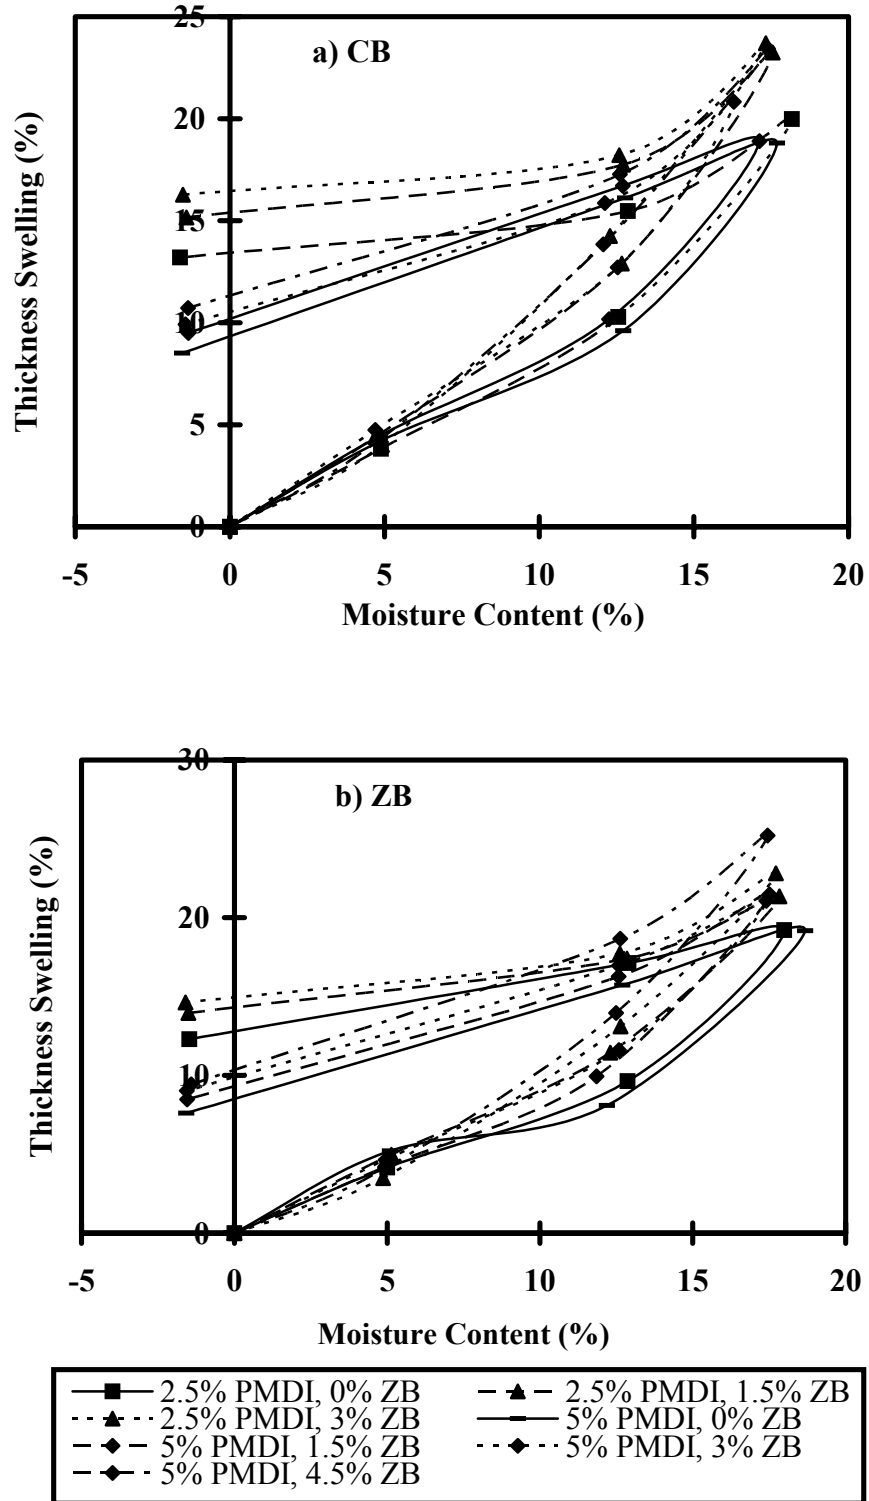 25
a) CB
20
15
10
5
0
-5 0 5 10 15 20
Thickness Swelling (%)
Moisture Content (%)
30
b) ZB
20
10
0
-5 0 5 10 15 20
Thickness Swelling (%)
Moisture Content (%)
2.5% PMDI, 0% ZB 2.5% PMDI, 1.5% ZB
2.5% PMDI, 3% ZB 5% PMDI, 0% ZB
5% PMDI, 1.5% ZB 5% PMDI, 3% ZB
5% PMDI, 4.5% ZB